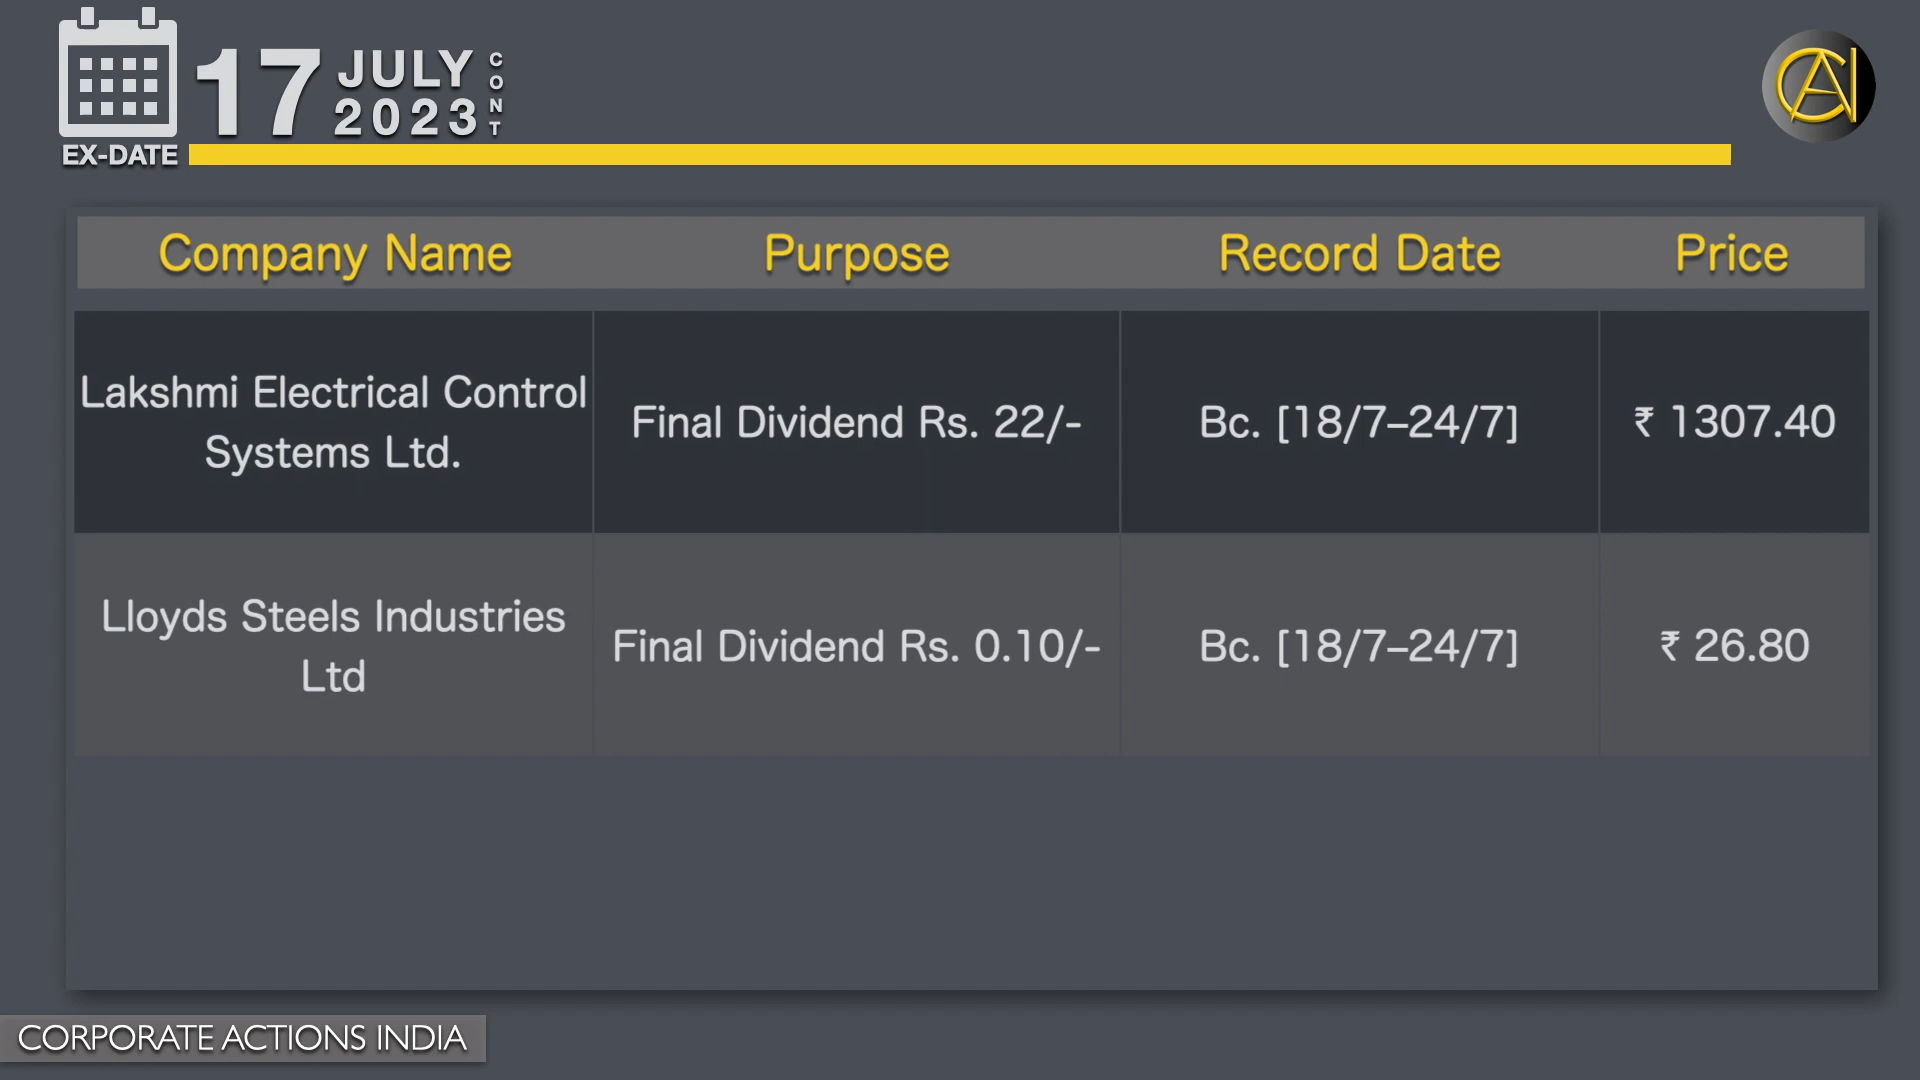 17 JULY CONT
2023
EX-DATE
CAI
Company Name Purpose Record Date Price
Lakshmi Electrical Control
Systems Ltd.
Final Dividend Rs. 22/-
Bc. [18/7–24/7]
₹ 1307.40
Lloyds Steels Industries
Ltd
Final Dividend Rs. 0.10/-
Bc. [18/7–24/7]
₹ 26.80
CORPORATE ACTIONS INDIA